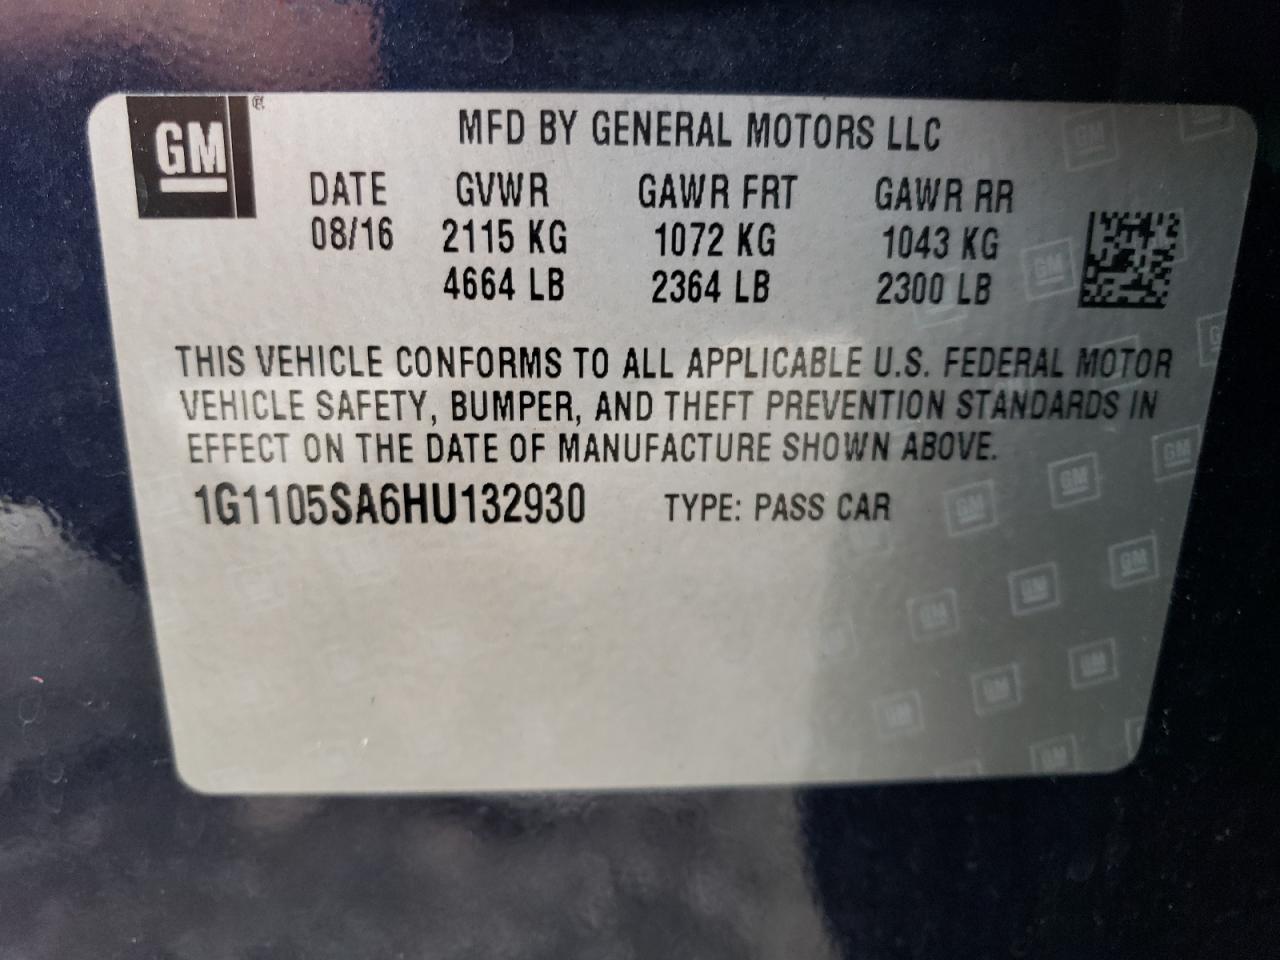 GM ®
MFD BY GENERAL MOTORS LLC
DATE GVWR GAWR FRT GAWR RR
08/16 2115 KG 1072 KG 1043 KG
4664 LB 2364 LB 2300 LB
THIS VEHICLE CONFORMS TO ALL APPLICABLE U.S. FEDERAL MOTOR
VEHICLE SAFETY, BUMPER, AND THEFT PREVENTION STANDARDS IN
EFFECT ON THE DATE OF MANUFACTURE SHOWN ABOVE.
1G1105SA6HU132930 TYPE: PASS CAR